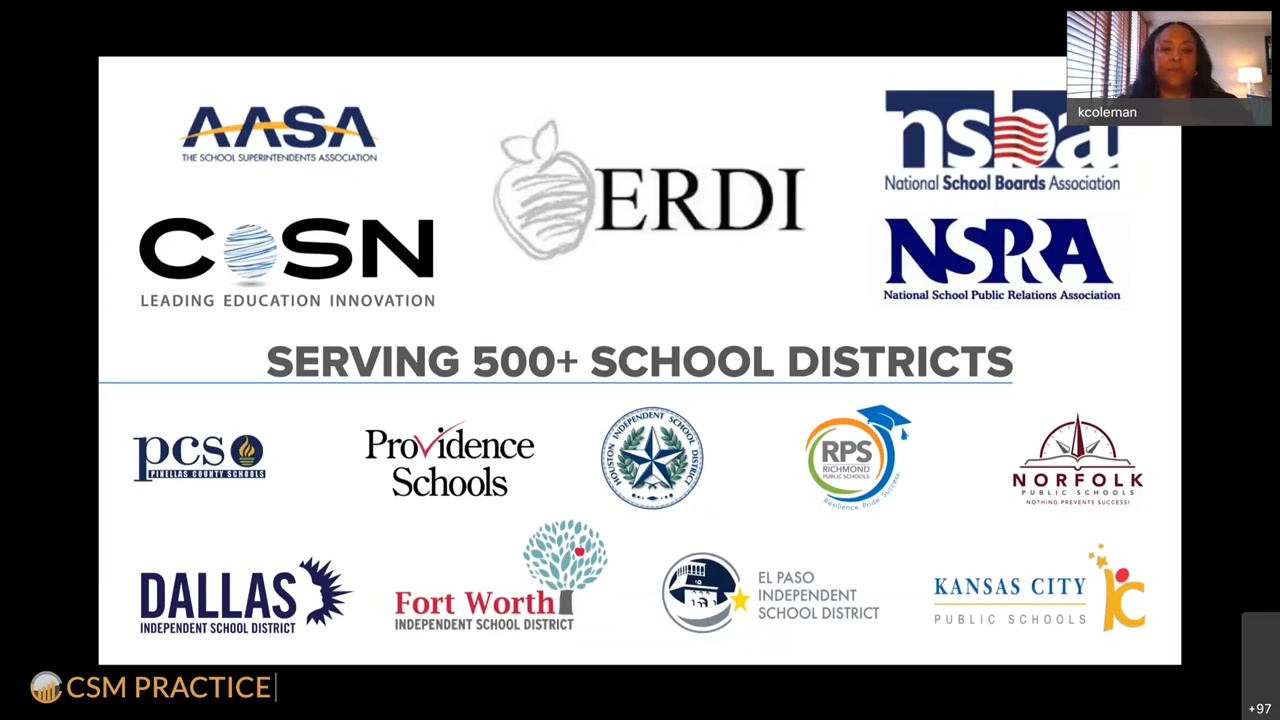 AASA
THE SCHOOL SUPERINTENDENTS ASSOCIATION
COSN
LEADING EDUCATION INNOVATION
ERDI
nsba
National School Boards Association
NSPRA
National School Public Relations Association
kcoleman
SERVING 500+ SCHOOL DISTRICTS
pcs
PINELLAS COUNTY SCHOOLS
Providence
Schools
HOUSTON INDEPENDENT SCHOOL DISTRICT
RPS
RICHMOND
PUBLIC SCHOOLS
Resilience. Pride. Success.
NORFOLK
PUBLIC SCHOOLS
NOTHING PREVENTS SUCCESS!
DALLAS
INDEPENDENT SCHOOL DISTRICT
Fort Worth
INDEPENDENT SCHOOL DISTRICT
EL PASO
INDEPENDENT
SCHOOL DISTRICT
KANSAS CITY
PUBLIC SCHOOLS
kc
CSM PRACTICE
+97